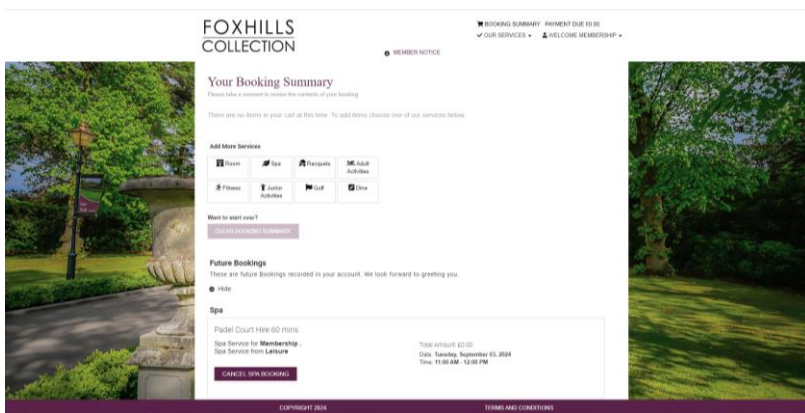 FOXHILLS
COLLECTION
BOOKING SUMMARY PAYMENT DUE £0.00
OUR SERVICES WELCOME MEMBERSHIP
MEMBER NOTICE
Your Booking Summary
Please take a moment to review the contents of your booking
There are no items in your cart at this time. To add items choose one of our services below.
Add More Services
Room Spa Racquets Adult
Activities
Fitness Junior
Activities Golf Dine
Want to start over?
CLEAR BOOKING SUMMARY
Future Bookings
These are future Bookings recorded in your account. We look forward to greeting you.
Hide
Spa
Padel Court Hire 60 mins
Spa Service for Membership .
Spa Service from Leisure
Total Amount: £0.00
Date: Tuesday, September 03, 2024
Time: 11:00 AM - 12:00 PM
CANCEL SPA BOOKING
COPYRIGHT 2024 TERMS AND CONDITIONS